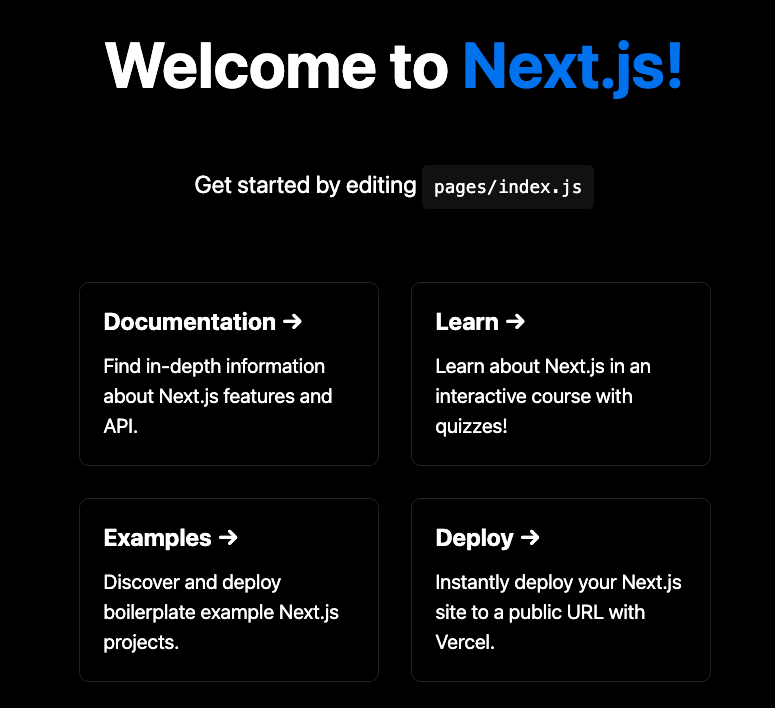 Welcome to Next.js!
Get started by editing pages/index.js
Documentation →
Find in-depth information
about Next.js features and
API.
Learn →
Learn about Next.js in an
interactive course with
quizzes!
Examples →
Discover and deploy
boilerplate example Next.js
projects.
Deploy →
Instantly deploy your Next.js
site to a public URL with
Vercel.